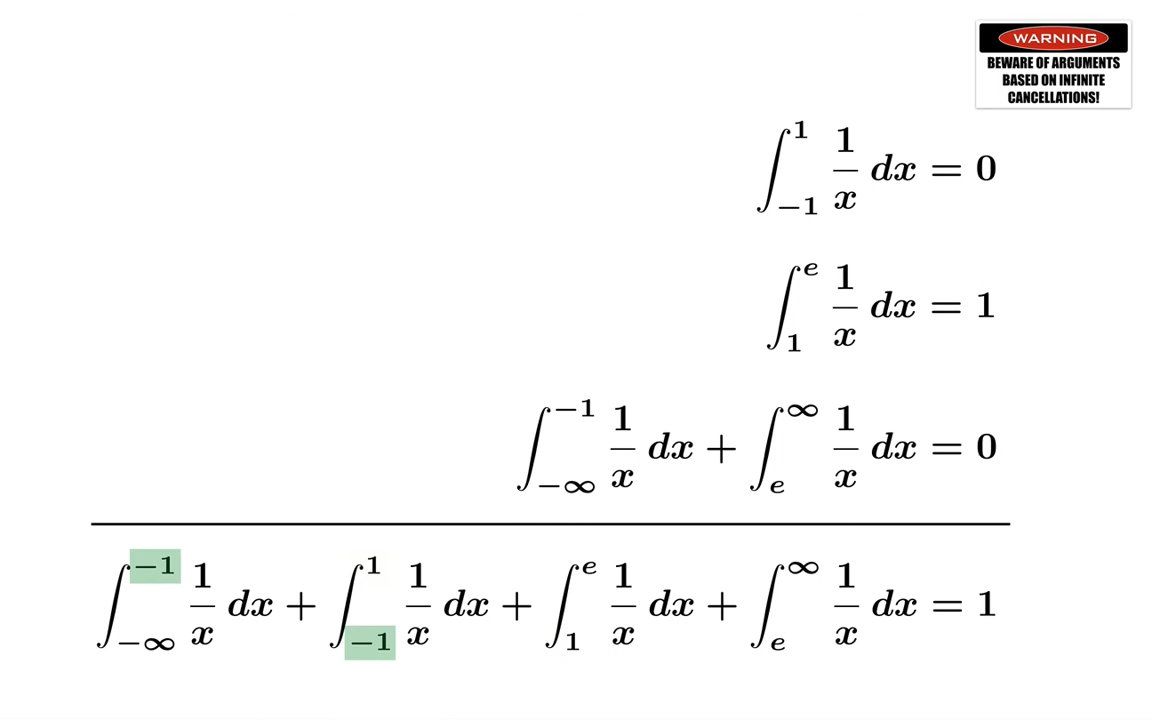 WARNING
BEWARE OF ARGUMENTS
BASED ON INFINITE
CANCELLATIONS!
∫_{−1}^{1} 1/x dx = 0
∫_{1}^{e} 1/x dx = 1
∫_{−∞}^{−1} 1/x dx + ∫_{e}^{∞} 1/x dx = 0
∫_{−∞}^{−1} 1/x dx + ∫_{−1}^{1} 1/x dx + ∫_{1}^{e} 1/x dx + ∫_{e}^{∞} 1/x dx = 1